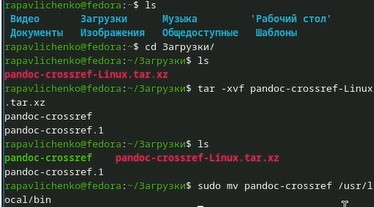 rapavlichenko@fedora:~$ ls
Видео Загрузки Музыка 'Рабочий стол'
Документы Изображения Общедоступные Шаблоны
rapavlichenko@fedora:~$ cd Загрузки/
rapavlichenko@fedora:~/Загрузки$ ls
pandoc-crossref-Linux.tar.xz
rapavlichenko@fedora:~/Загрузки$ tar -xvf pandoc-crossref-Linux
.tar.xz
pandoc-crossref
pandoc-crossref.1
rapavlichenko@fedora:~/Загрузки$ ls
pandoc-crossref pandoc-crossref-Linux.tar.xz
pandoc-crossref.1
rapavlichenko@fedora:~/Загрузки$ sudo mv pandoc-crossref /usr/l
ocal/bin